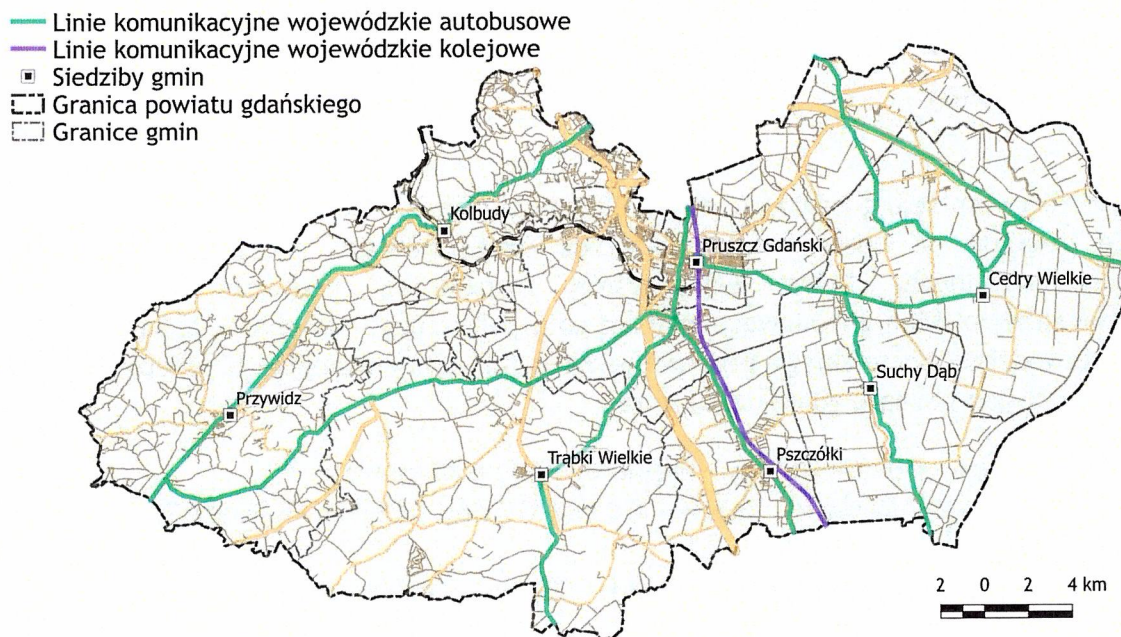 Linie komunikacyjne wojewódzkie autobusowe
Linie komunikacyjne wojewódzkie kolejowe
Siedziby gmin
Granica powiatu gdańskiego
Granice gmin
Kolbudy
Pruszcz Gdański
Cedry Wielkie
Suchy Dąb
Przywidz
Trąbki Wielkie
Pszczółki
2 0 2 4 km